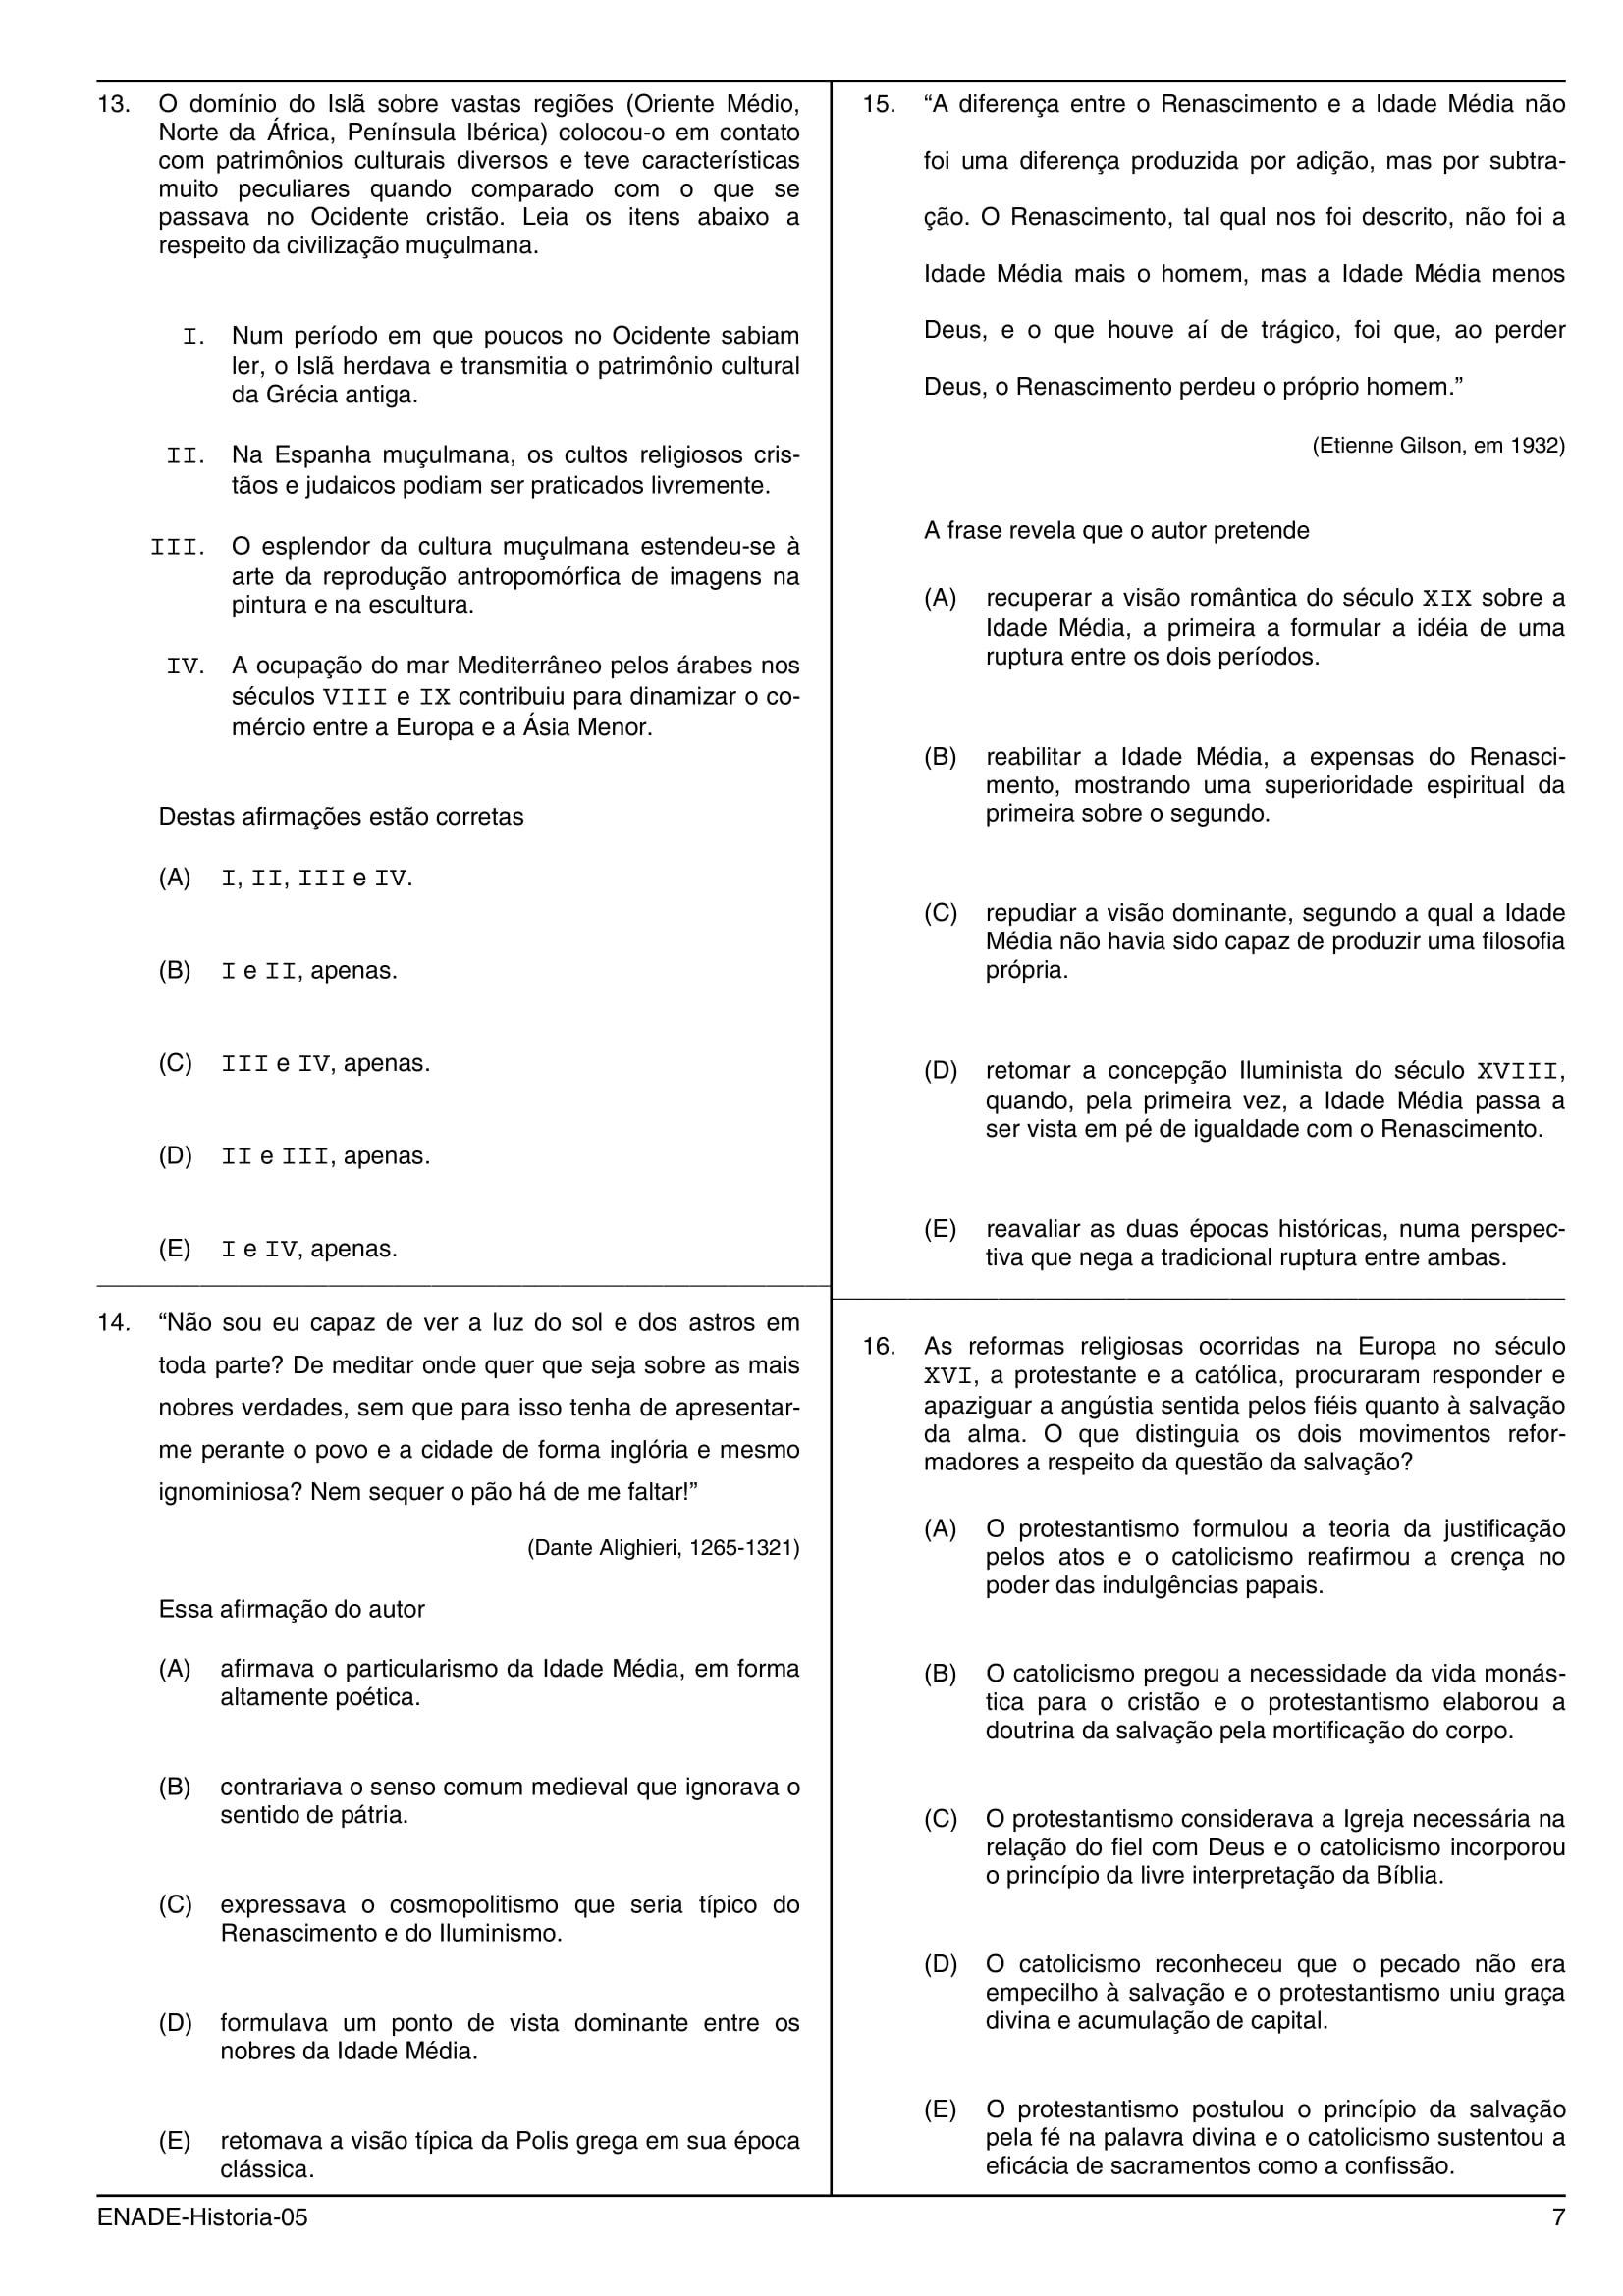 13. O domínio do Islã sobre vastas regiões (Oriente Médio,
Norte da África, Península Ibérica) colocou-o em contato
com patrimônios culturais diversos e teve características
muito peculiares quando comparado com o que se
passava no Ocidente cristão. Leia os itens abaixo a
respeito da civilização muçulmana.
I. Num período em que poucos no Ocidente sabiam
ler, o Islã herdava e transmitia o patrimônio cultural
da Grécia antiga.
II. Na Espanha muçulmana, os cultos religiosos cris-
tãos e judaicos podiam ser praticados livremente.
III. O esplendor da cultura muçulmana estendeu-se à
arte da reprodução antropomórfica de imagens na
pintura e na escultura.
IV. A ocupação do mar Mediterrâneo pelos árabes nos
séculos VIII e IX contribuiu para dinamizar o co-
mércio entre a Europa e a Ásia Menor.
Destas afirmações estão corretas
(A) I, II, III e IV.
(B) I e II, apenas.
(C) III e IV, apenas.
(D) II e III, apenas.
(E) I e IV, apenas.
14. “Não sou eu capaz de ver a luz do sol e dos astros em
toda parte? De meditar onde quer que seja sobre as mais
nobres verdades, sem que para isso tenha de apresentar-
me perante o povo e a cidade de forma inglória e mesmo
ignominiosa? Nem sequer o pão há de me faltar!”
(Dante Alighieri, 1265-1321)
Essa afirmação do autor
(A) afirmava o particularismo da Idade Média, em forma
altamente poética.
(B) contrariava o senso comum medieval que ignorava o
sentido de pátria.
(C) expressava o cosmopolitismo que seria típico do
Renascimento e do Iluminismo.
(D) formulava um ponto de vista dominante entre os
nobres da Idade Média.
(E) retomava a visão típica da Polis grega em sua época
clássica.
15. “A diferença entre o Renascimento e a Idade Média não
foi uma diferença produzida por adição, mas por subtra-
ção. O Renascimento, tal qual nos foi descrito, não foi a
Idade Média mais o homem, mas a Idade Média menos
Deus, e o que houve aí de trágico, foi que, ao perder
Deus, o Renascimento perdeu o próprio homem.”
(Etienne Gilson, em 1932)
A frase revela que o autor pretende
(A) recuperar a visão romântica do século XIX sobre a
Idade Média, a primeira a formular a idéia de uma
ruptura entre os dois períodos.
(B) reabilitar a Idade Média, a expensas do Renasci-
mento, mostrando uma superioridade espiritual da
primeira sobre o segundo.
(C) repudiar a visão dominante, segundo a qual a Idade
Média não havia sido capaz de produzir uma filosofia
própria.
(D) retomar a concepção Iluminista do século XVIII,
quando, pela primeira vez, a Idade Média passa a
ser vista em pé de igualdade com o Renascimento.
(E) reavaliar as duas épocas históricas, numa perspec-
tiva que nega a tradicional ruptura entre ambas.
16. As reformas religiosas ocorridas na Europa no século
XVI, a protestante e a católica, procuraram responder e
apaziguar a angústia sentida pelos fiéis quanto à salvação
da alma. O que distinguia os dois movimentos refor-
madores a respeito da questão da salvação?
(A) O protestantismo formulou a teoria da justificação
pelos atos e o catolicismo reafirmou a crença no
poder das indulgências papais.
(B) O catolicismo pregou a necessidade da vida monás-
tica para o cristão e o protestantismo elaborou a
doutrina da salvação pela mortificação do corpo.
(C) O protestantismo considerava a Igreja necessária na
relação do fiel com Deus e o catolicismo incorporou
o princípio da livre interpretação da Bíblia.
(D) O catolicismo reconheceu que o pecado não era
empecilho à salvação e o protestantismo uniu graça
divina e acumulação de capital.
(E) O protestantismo postulou o princípio da salvação
pela fé na palavra divina e o catolicismo sustentou a
eficácia de sacramentos como a confissão.
ENADE-Historia-05 7